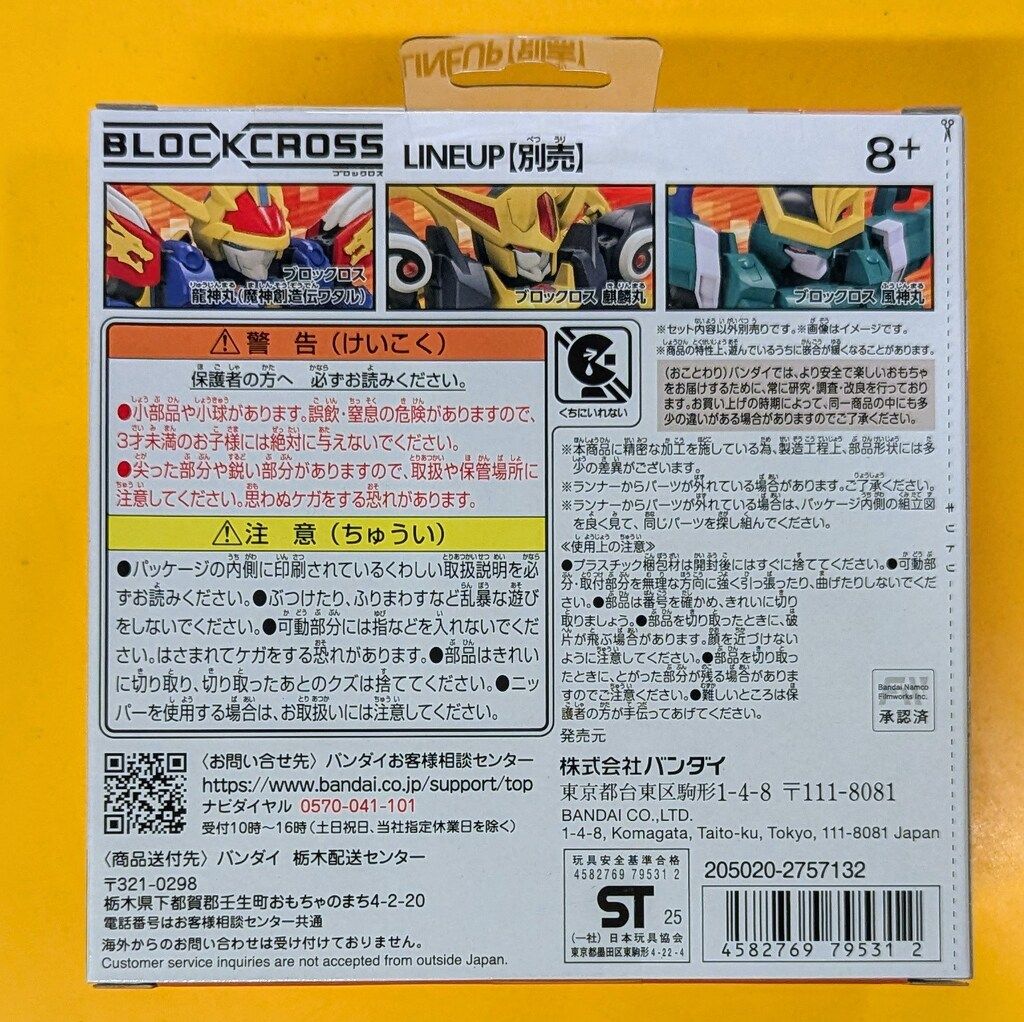 LINEUP【別売】
BLOCKCROSS
ブロックロス
LINEUP【別売】
8+
ブロックロス
龍神丸(魔神創造伝ワタル)
ブロックロス 麒麟丸
ブロックロス 風神丸
⚠警 告(けいこく)
保護者の方へ 必ずお読みください。
●小部品や小球があります。誤飲・窒息の危険がありますので、
3才未満のお子様には絶対に与えないでください。
●尖った部分や鋭い部分がありますので、取扱や保管場所に
注意してください。思わぬケガをする恐れがあります。
⚠注 意(ちゅうい)
●パッケージの内側に印刷されているくわしい取扱説明を必
ずお読みください。●ぶつけたり、ふりまわすなど乱暴な遊び
をしないでください。●可動部分には指などを入れないでくだ
さい。はさまれてケガをする恐れがあります。●部品はきれい
に切り取り、切り取ったあとのクズは捨ててください。●ニッ
パーを使用する場合は、お取扱いには注意してください。
くちにいれない
※セット内容以外別売りです。※画像はイメージです。
※商品の特性上、遊んでいるうちに嵌合が緩くなることがあります。
(おことわり)バンダイでは、より安全で楽しいおもちゃ
をお届けするために、常に研究・調査・改良を行ってお
ります。お買い上げの時期によって、同一商品の中にも多
少の違いがある場合がありますのでご了承ください。
※本商品に精密な加工を施している為、製造工程上、部品形状には多
少の差異がございます。
※ランナーからパーツが外れている場合があります。ご了承ください。
※ランナーからパーツが外れている場合は、パッケージ内側の組立図
を良く見て、同じパーツを探し組んでください。
≪使用上の注意≫
●プラスチック梱包材は開封後にはすぐに捨ててください。●可動部
分・取付部分を無理な方向に強く引っ張ったり、曲げたりしないでくだ
さい。●部品は番号を確かめ、きれいに切り
取りましょう。●部品を切り取ったときに、破
片が飛ぶ場合があります。顔を近づけない
ように注意してください。●部品を切り取っ
たときに、とがった部分が残る場合がありま
すのでご注意ください。●難しいところは保
護者の方が手伝ってあげてください。
キリトリ
Bandai Namco
Filmworks Inc.
承認済
発売元
株式会社バンダイ
東京都台東区駒形1-4-8 〒111-8081
BANDAI CO.,LTD.
1-4-8, Komagata, Taito-ku, Tokyo, 111-8081 Japan
〈お問い合せ先〉バンダイお客様相談センター
https://www.bandai.co.jp/support/top
ナビダイヤル 0570-041-101
受付10時〜16時(土日祝日、当社指定休業日を除く)
〈商品送付先〉バンダイ 栃木配送センター
〒321-0298
栃木県下都賀郡壬生町おもちゃのまち4-2-20
電話番号はお客様相談センター共通
海外からのお問い合わせは受け付けておりません。
Customer service inquiries are not accepted from outside Japan.
玩具安全基準合格
4582769 79531 2
ST 25
(一社)日本玩具協会
東京都墨田区東駒形4-22-4
205020-2757132
4582769 795312